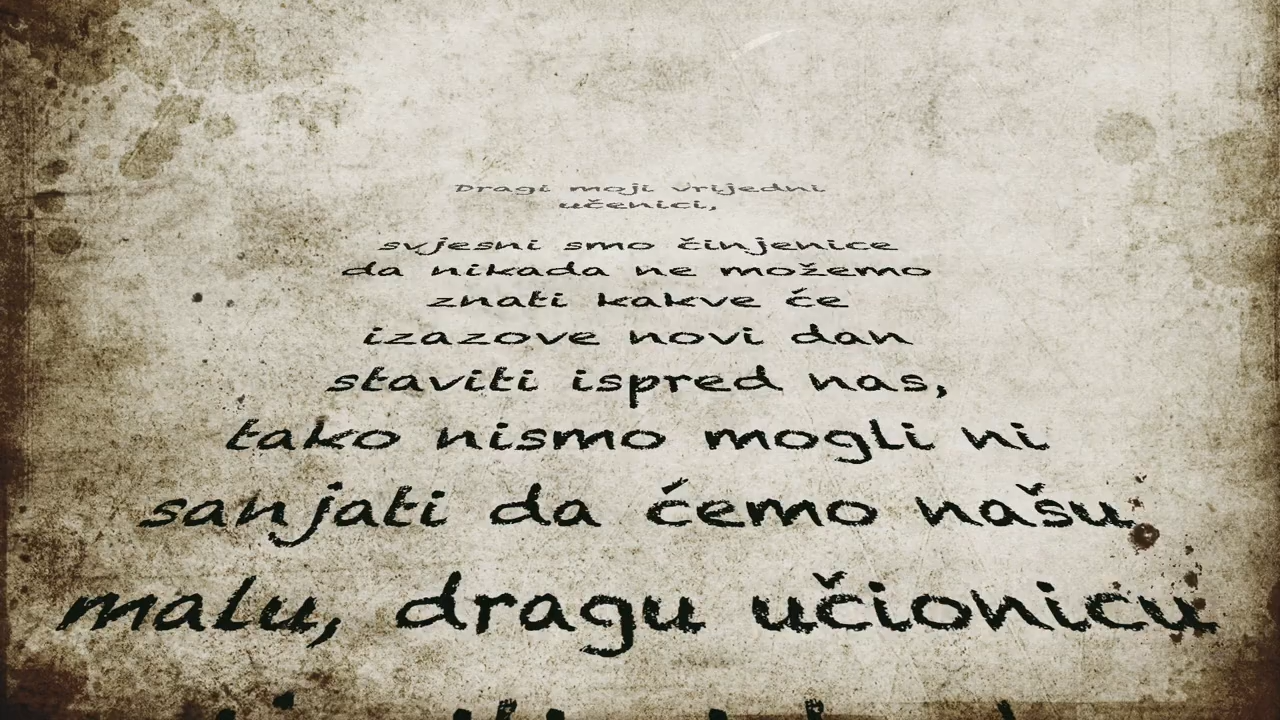 Dragi moji vrijedni
učenici,
svjesni smo činjenice
da nikada ne možemo
znati kakve će
izazove novi dan
staviti ispred nas,
tako nismo mogli ni
sanjati da ćemo našu
malu, dragu učionicu